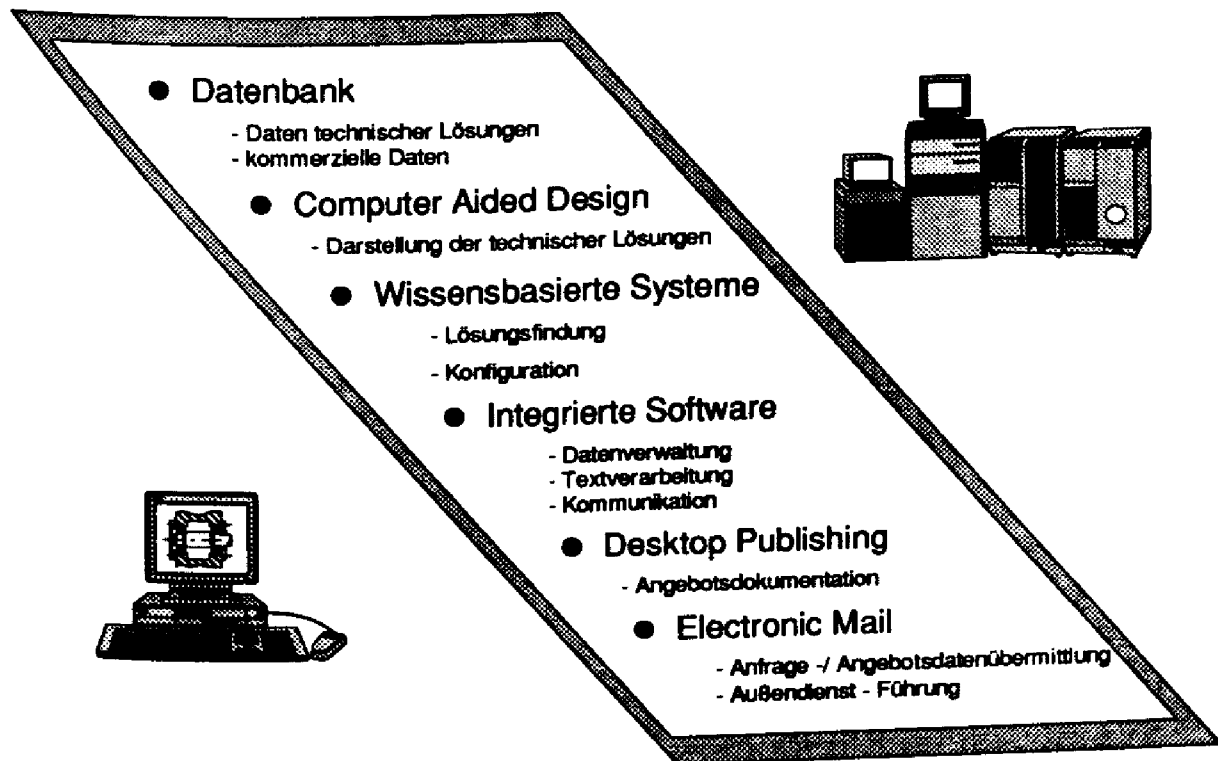 ● Datenbank
- Daten technischer Lösungen
- kommerzielle Daten
● Computer Aided Design
- Darstellung der technischer Lösungen
● Wissensbasierte Systeme
- Lösungsfindung
- Konfiguration
● Integrierte Software
- Datenverwaltung
- Textverarbeitung
- Kommunikation
● Desktop Publishing
- Angebotsdokumentation
● Electronic Mail
- Anfrage -/ Angebotsdatenübermittlung
- Außendienst - Führung